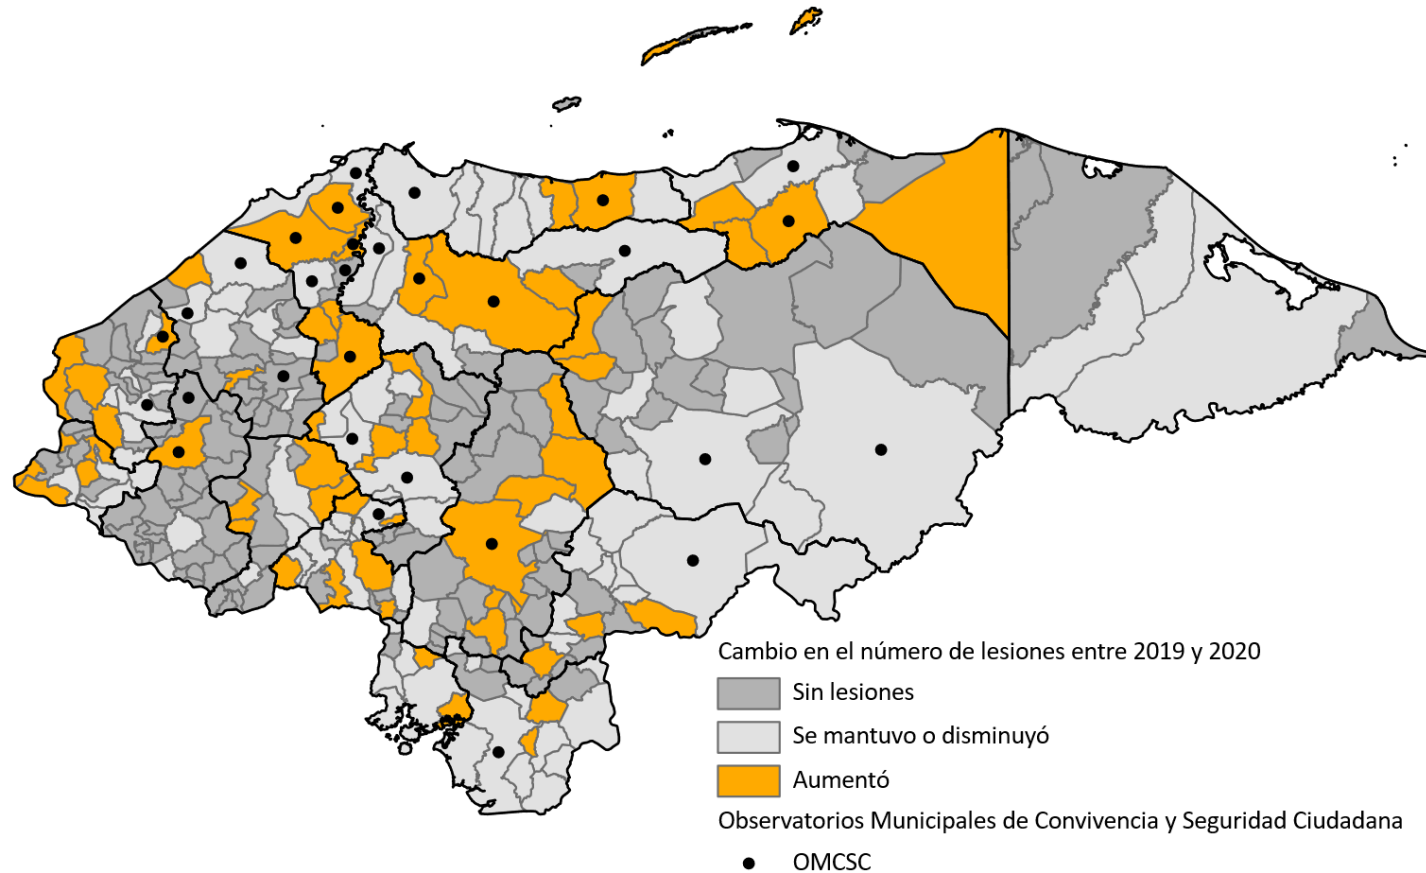 Cambio en el número de lesiones entre 2019 y 2020
Sin lesiones
Se mantuvo o disminuyó
Aumentó
Observatorios Municipales de Convivencia y Seguridad Ciudadana
OMCSC